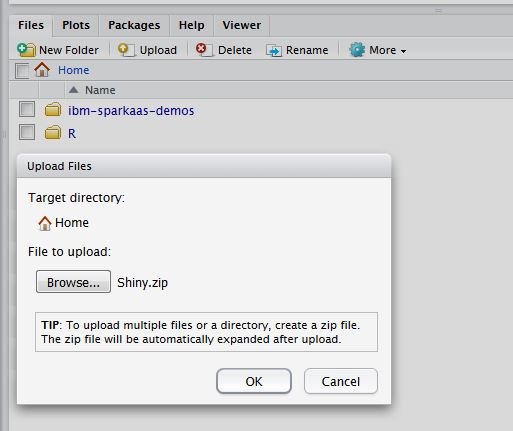 Files Plots Packages Help Viewer
New Folder Upload Delete Rename More
Home
Name
ibm-sparkaas-demos
R
Upload Files
Target directory:
Home
File to upload:
Browse... Shiny.zip
TIP: To upload multiple files or a directory, create a zip file.
The zip file will be automatically expanded after upload.
OK Cancel